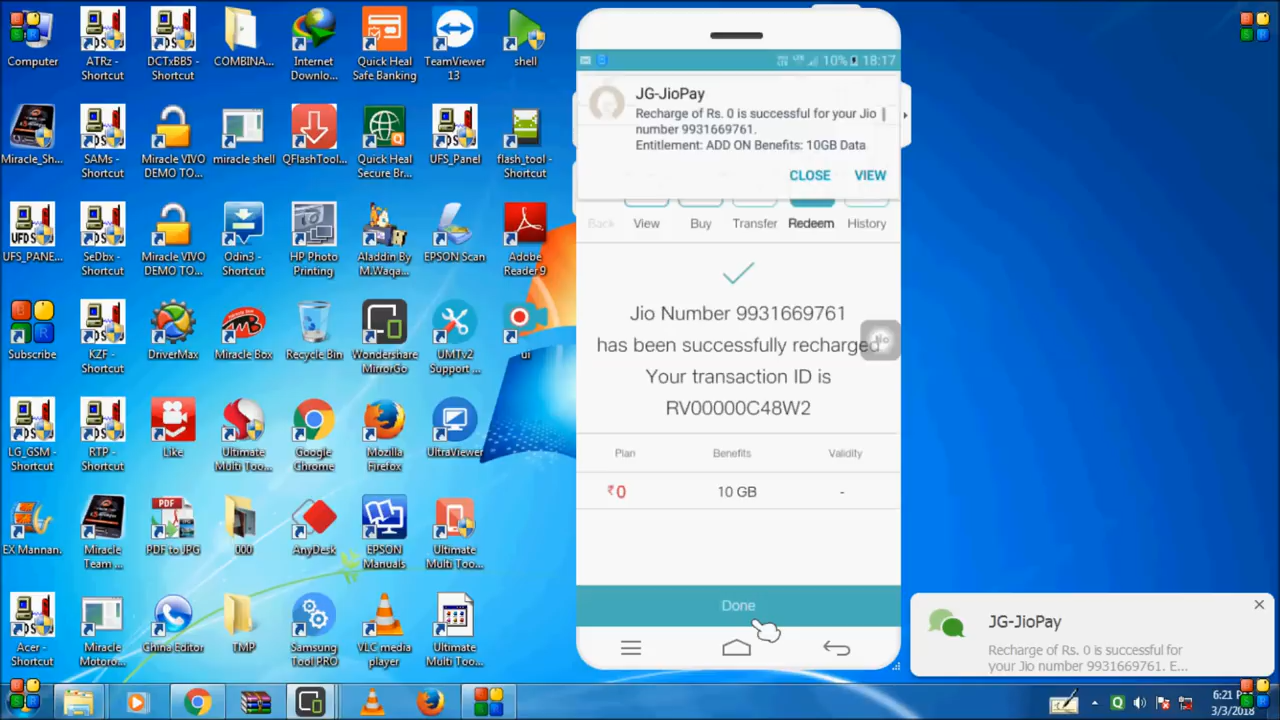 Computer
ATRz -
Shortcut
DCTxBB5 -
Shortcut
COMBINA...
Internet
Downlo...
Quick Heal
Safe Banking
TeamViewer
13
shell
Miracle_Sh...
SAMs -
Shortcut
Miracle VIVO
DEMO TO...
miracle shell
QFlashTool...
Quick Heal
Secure Br...
UFS_Panel
flash_tool -
Shortcut
UFS_PANE...
SeDbx -
Shortcut
Miracle VIVO
DEMO TO...
Odin3 -
Shortcut
HP Photo
Printing
Aladdin By
M.Waqa...
EPSON Scan
Adobe
Reader 9
Subscribe
KZF -
Shortcut
DriverMax
Miracle Box
Recycle Bin
Wondershare
MirrorGo
UMTv2
Support ...
ui
LG_GSM -
Shortcut
RTP -
Shortcut
Like
Ultimate
Multi Too...
Google
Chrome
Mozilla
Firefox
UltraViewer
EX Mannan.
Miracle
Team ...
PDF
PDF to JPG
000
AnyDesk
EPSON
Manuals
Ultimate
Multi Too...
Acer -
Shortcut
Miracle
Motoro...
China Editor
TMP
Samsung
Tool PRO
VLC media
player
Ultimate
Multi Too...
10% 18:17
JG-JioPay
Recharge of Rs. 0 is successful for your Jio
number 9931669761.
Entitlement: ADD ON Benefits: 10GB Data
CLOSE VIEW
Back View Buy Transfer Redeem History
Jio Number 9931669761
has been successfully recharged
Your transaction ID is
RV00000C48W2
Plan Benefits Validity
₹0 10 GB -
Done
JG-JioPay
Recharge of Rs. 0 is successful for
your Jio number 9931669761. E...
6:21 PM
3/3/2018